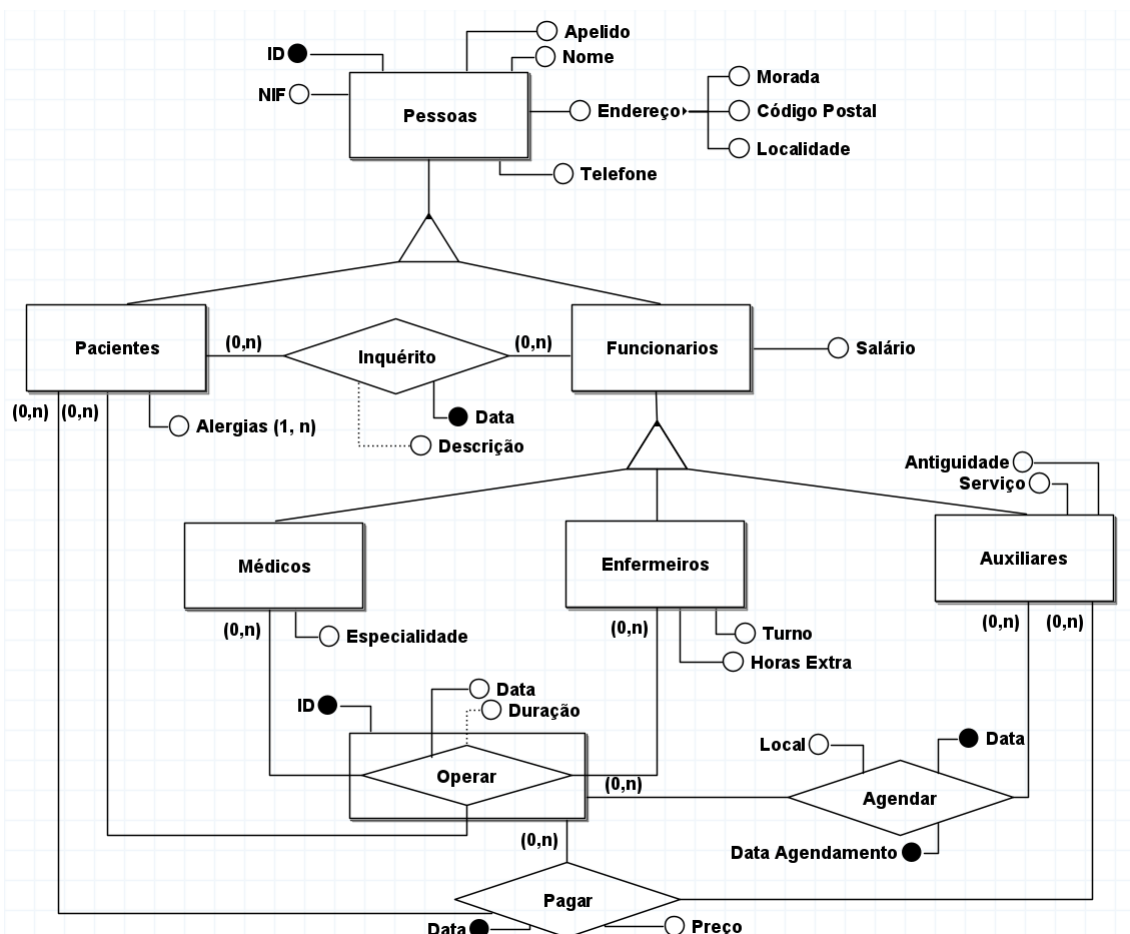 Apelido
ID
Nome
Morada
NIF
Pessoas
Endereço
Código Postal
Localidade
Telefone
Pacientes
(0,n)
Inquérito
(0,n)
Funcionarios
Salário
(0,n)
(0,n)
Alergias (1, n)
Data
Descrição
Antiguidade
Serviço
Médicos
Enfermeiros
Auxiliares
(0,n)
Especialidade
(0,n)
Turno
Horas Extra
(0,n)
(0,n)
ID
Data
Duração
Operar
(0,n)
Local
Data
Agendar
(0,n)
Data Agendamento
Pagar
Data
Preço